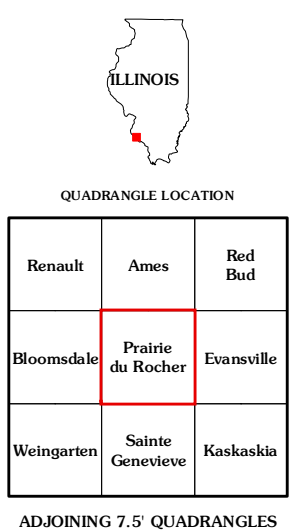 ILLINOIS
QUADRANGLE LOCATION
Renault
Ames
Red
Bud
Bloomsdale
Prairie
du Rocher
Evansville
Weingarten
Sainte
Genevieve
Kaskaskia
ADJOINING 7.5' QUADRANGLES